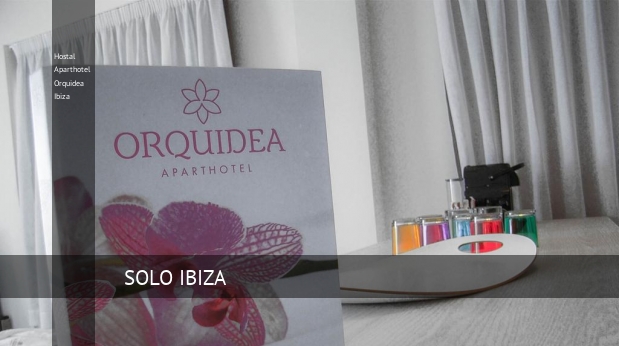 Hostal
Aparthotel
Orquidea
Ibiza
ORQUIDEA
APARTHOTEL
SOLO IBIZA